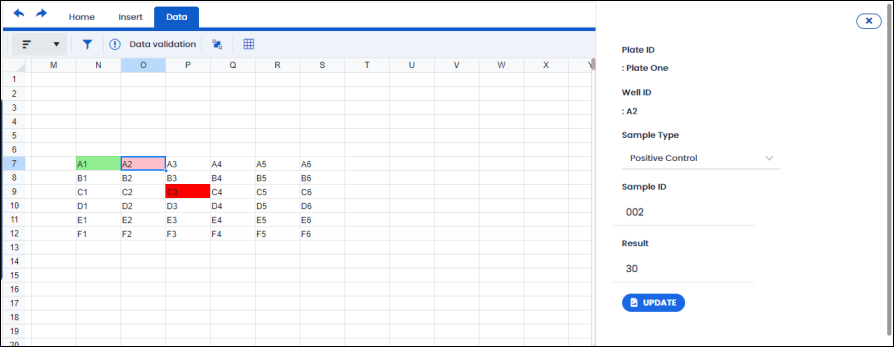 Home Insert Data
Data validation
M N O P Q R S T U V W X Y
1
2
3
4
5
6
7 A1 A2 A3 A4 A5 A6
8 B1 B2 B3 B4 B5 B6
9 C1 C2 C3 C4 C5 C6
10 D1 D2 D3 D4 D5 D6
11 E1 E2 E3 E4 E5 E6
12 F1 F2 F3 F4 F5 F6
13
14
15
16
17
18
19
20
Plate ID
: Plate One
Well ID
: A2
Sample Type
Positive Control
Sample ID
002
Result
30
UPDATE